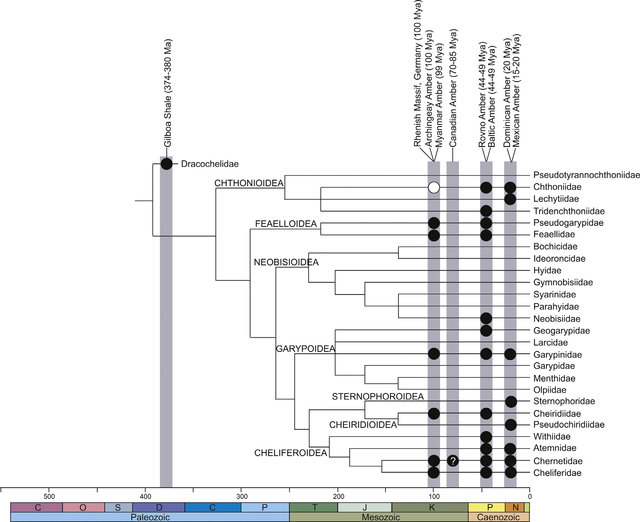 Gilboa Shale (374-380 Ma)
Rhenish Massif, Germany (100 Mya)
Archingeay Amber (100 Mya)
Myanmar Amber (99 Mya)
Canadian Amber (70-85 Mya)
Rovno Amber (44-49 Mya)
Baltic Amber (44-49 Mya)
Dominican Amber (20 Mya)
Mexican Amber (15-20 Mya)
Dracochelidae
CHTHONIOIDEA
Pseudotyrannochthoniidae
Chthoniidae
Lechytiidae
Tridenchthoniidae
FEAELLOIDEA
Pseudogarypidae
Feaellidae
Bochicidae
NEOBISIOIDEA
Ideoroncidae
Hyidae
Gymnobisiidae
Syarinidae
Parahyidae
Neobisiidae
Geogarypidae
Larcidae
GARYPOIDEA
Garypinidae
Garypidae
Menthidae
Olpiidae
STERNOPHOROIDEA
Sternophoridae
Cheiridiidae
CHEIRIDIOIDEA
Pseudochiridiidae
Withiidae
CHELIFEROIDEA
Atemnidae
? Chernetidae
Cheliferidae
500 400 300 200 100 0
C O S D C P T J K P N
Paleozoic Mesozoic Caenozoic